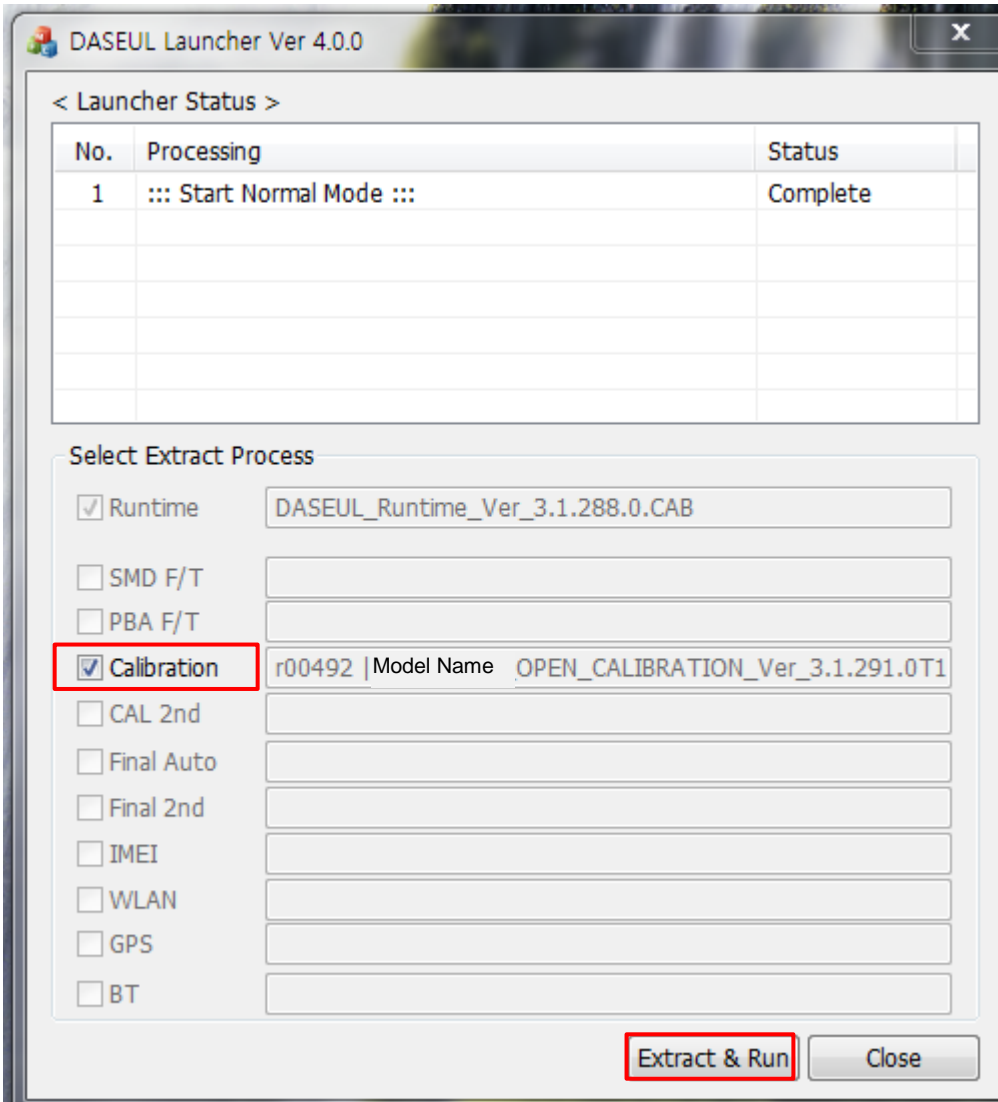 DASEUL Launcher Ver 4.0.0
x
< Launcher Status >
No. Processing Status
1 ::: Start Normal Mode ::: Complete
Select Extract Process
Runtime DASEUL_Runtime_Ver_3.1.288.0.CAB
SMD F/T
PBA F/T
Calibration r00492 |Model Name _OPEN_CALIBRATION_Ver_3.1.291.0T1
CAL 2nd
Final Auto
Final 2nd
IMEI
WLAN
GPS
BT
Extract & Run Close